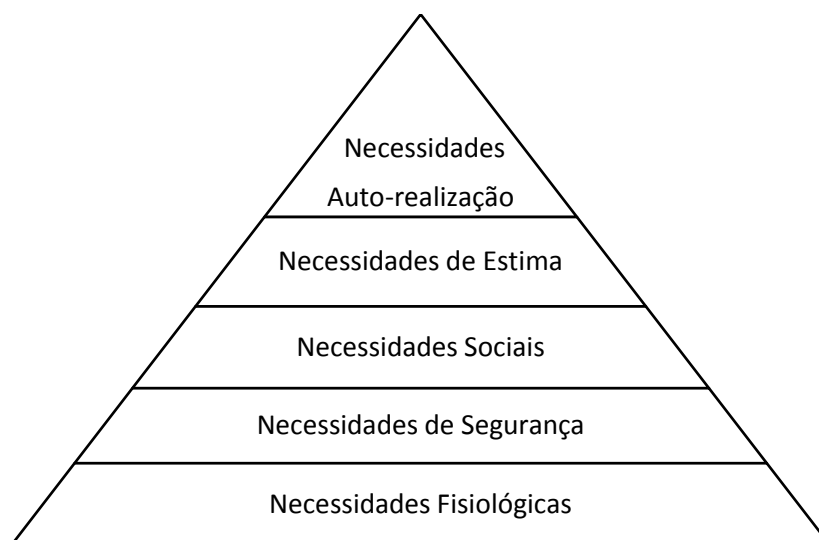 Necessidades
Auto-realização
Necessidades de Estima
Necessidades Sociais
Necessidades de Segurança
Necessidades Fisiológicas